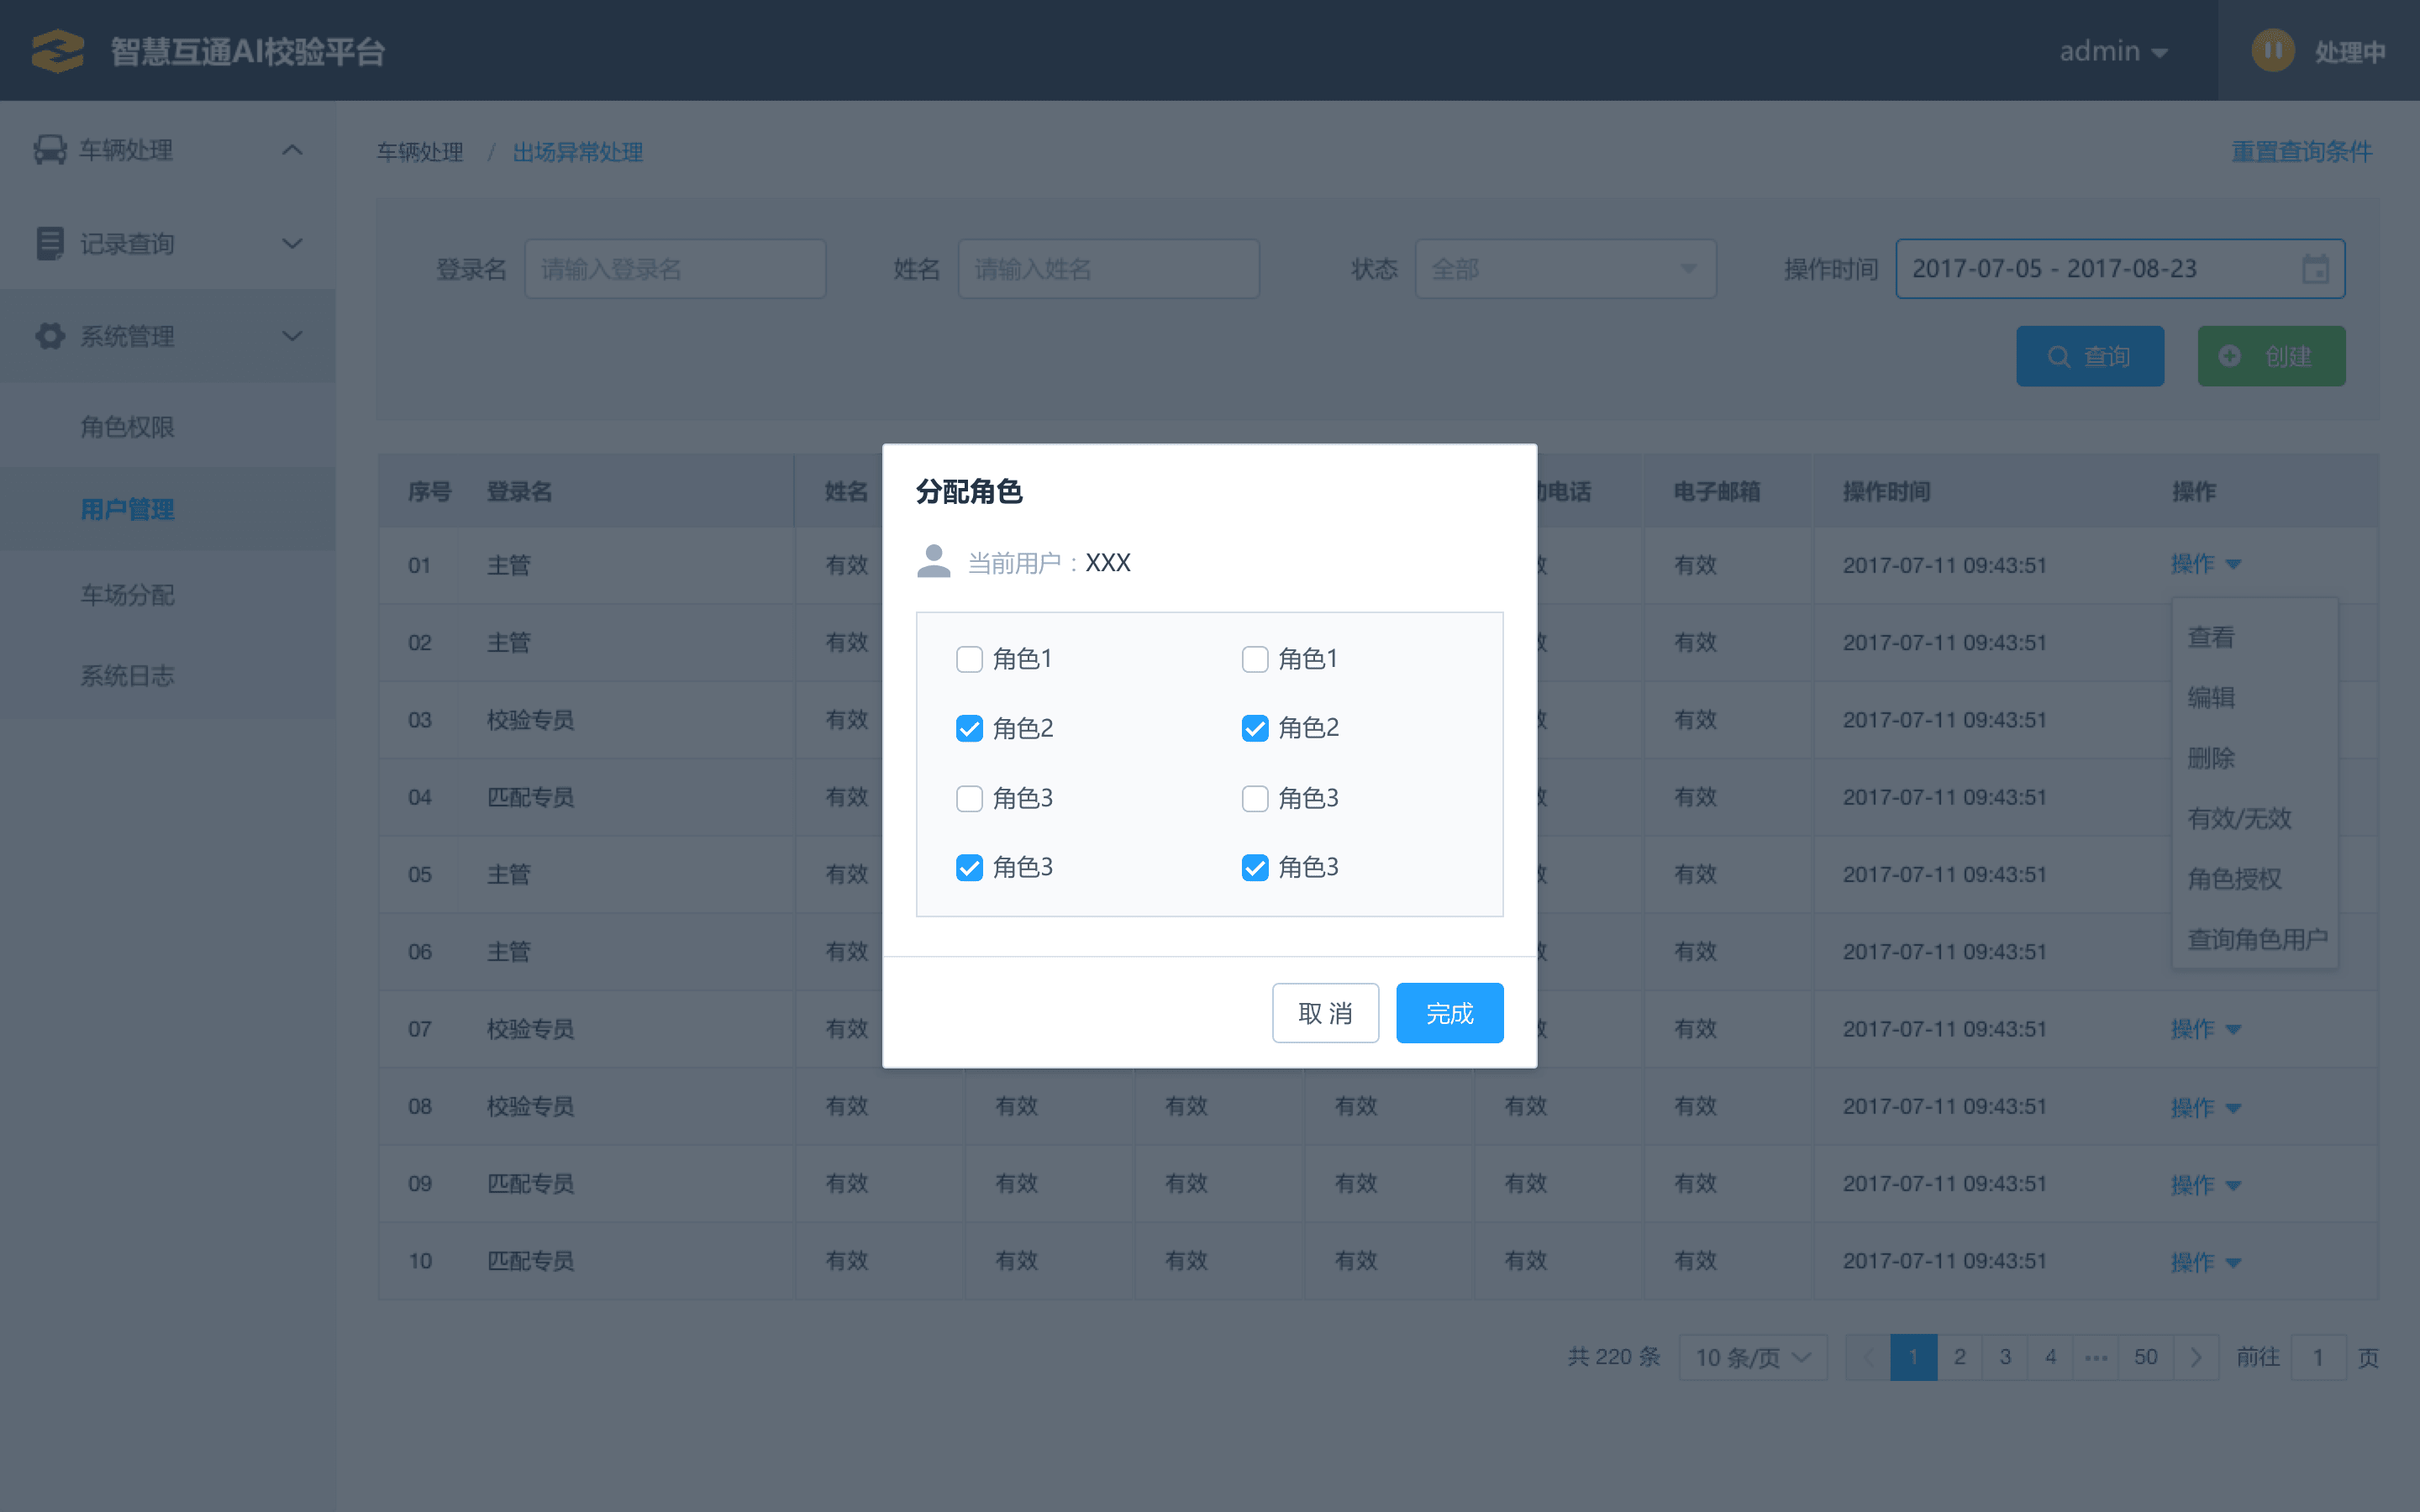 智慧互通AI校验平台
admin
处理中
车辆处理
记录查询
系统管理
角色权限
用户管理
车场分配
系统日志
车辆处理 / 出场异常处理
重置查询条件
登录名 请输入登录名 姓名 请输入姓名 状态 全部 操作时间 2017-07-05 - 2017-08-23
查询 创建
序号 登录名 姓名 电话 电子邮箱 操作时间 操作
01 主管 有效 有效 2017-07-11 09:43:51 操作
02 主管 有效 有效 2017-07-11 09:43:51
03 校验专员 有效 有效 2017-07-11 09:43:51
04 匹配专员 有效 有效 2017-07-11 09:43:51
05 主管 有效 有效 2017-07-11 09:43:51
06 主管 有效 有效 2017-07-11 09:43:51
07 校验专员 有效 有效 2017-07-11 09:43:51 操作
08 校验专员 有效 有效 有效 有效 有效 有效 2017-07-11 09:43:51 操作
09 匹配专员 有效 有效 有效 有效 有效 有效 2017-07-11 09:43:51 操作
10 匹配专员 有效 有效 有效 有效 有效 有效 2017-07-11 09:43:51 操作
查看
编辑
删除
有效/无效
角色授权
查询角色用户
分配角色
当前用户：XXX
角色1 角色1
角色2 角色2
角色3 角色3
角色3 角色3
取 消 完成
共 220 条 10 条/页 1 2 3 4 ••• 50 前往 1 页